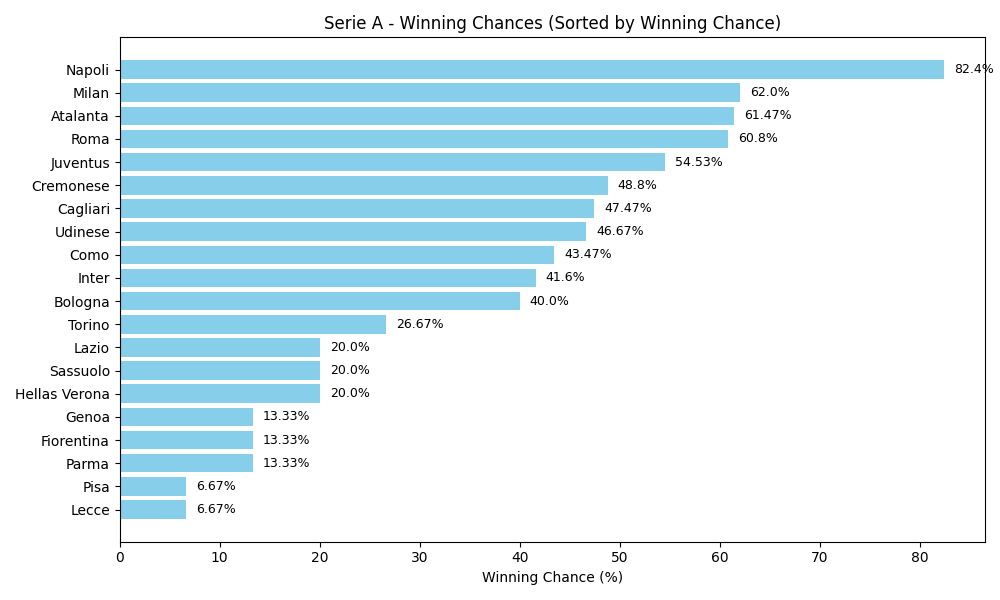 Serie A - Winning Chances (Sorted by Winning Chance)
Napoli 82.4%
Milan 62.0%
Atalanta 61.47%
Roma 60.8%
Juventus 54.53%
Cremonese 48.8%
Cagliari 47.47%
Udinese 46.67%
Como 43.47%
Inter 41.6%
Bologna 40.0%
Torino 26.67%
Lazio 20.0%
Sassuolo 20.0%
Hellas Verona 20.0%
Genoa 13.33%
Fiorentina 13.33%
Parma 13.33%
Pisa 6.67%
Lecce 6.67%
0 10 20 30 40 50 60 70 80
Winning Chance (%)